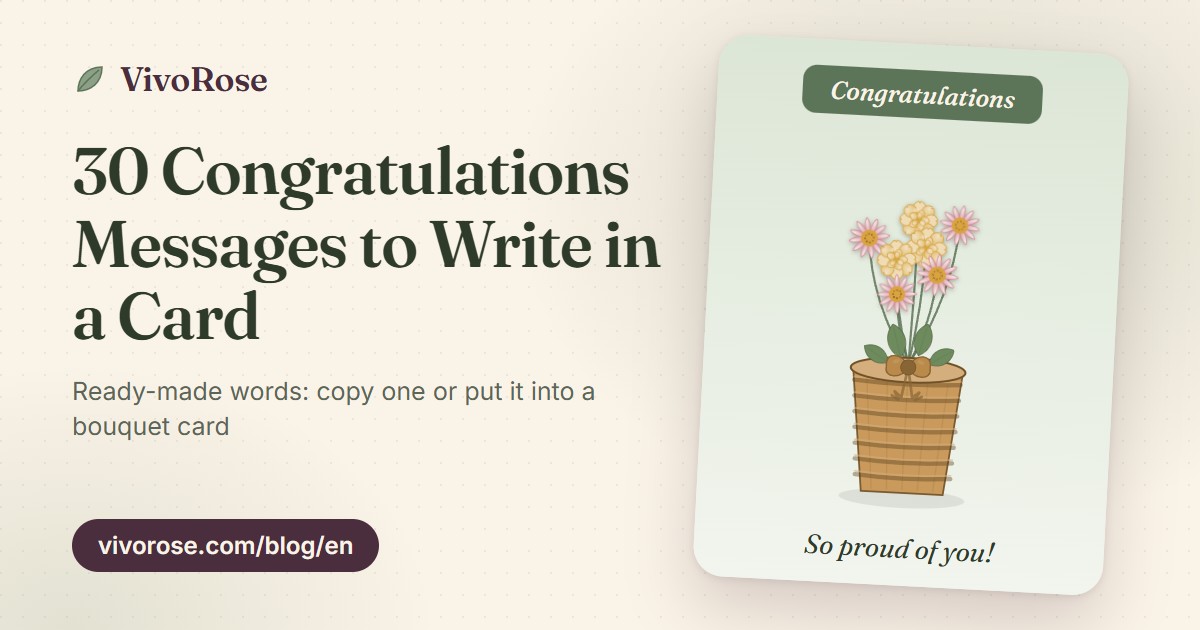 VivoRose
30 Congratulations
Messages to Write in
a Card
Ready-made words: copy one or put it into a
bouquet card
vivorose.com/blog/en
Congratulations
So proud of you!